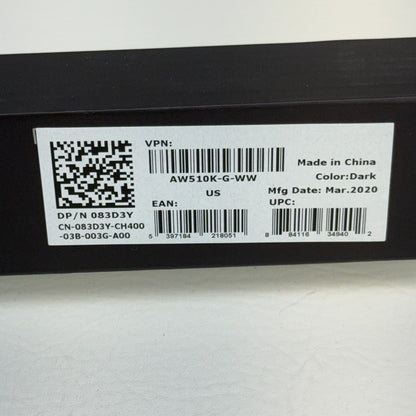 VPN:
AW510K-G-WW
US
Made in China
Color:Dark
Mfg Date: Mar.2020
DP/N 083D3Y
CN-083D3Y-CH400
-03B-003G-A00
EAN:
5 397184 218051
UPC:
8 84116 34940 2